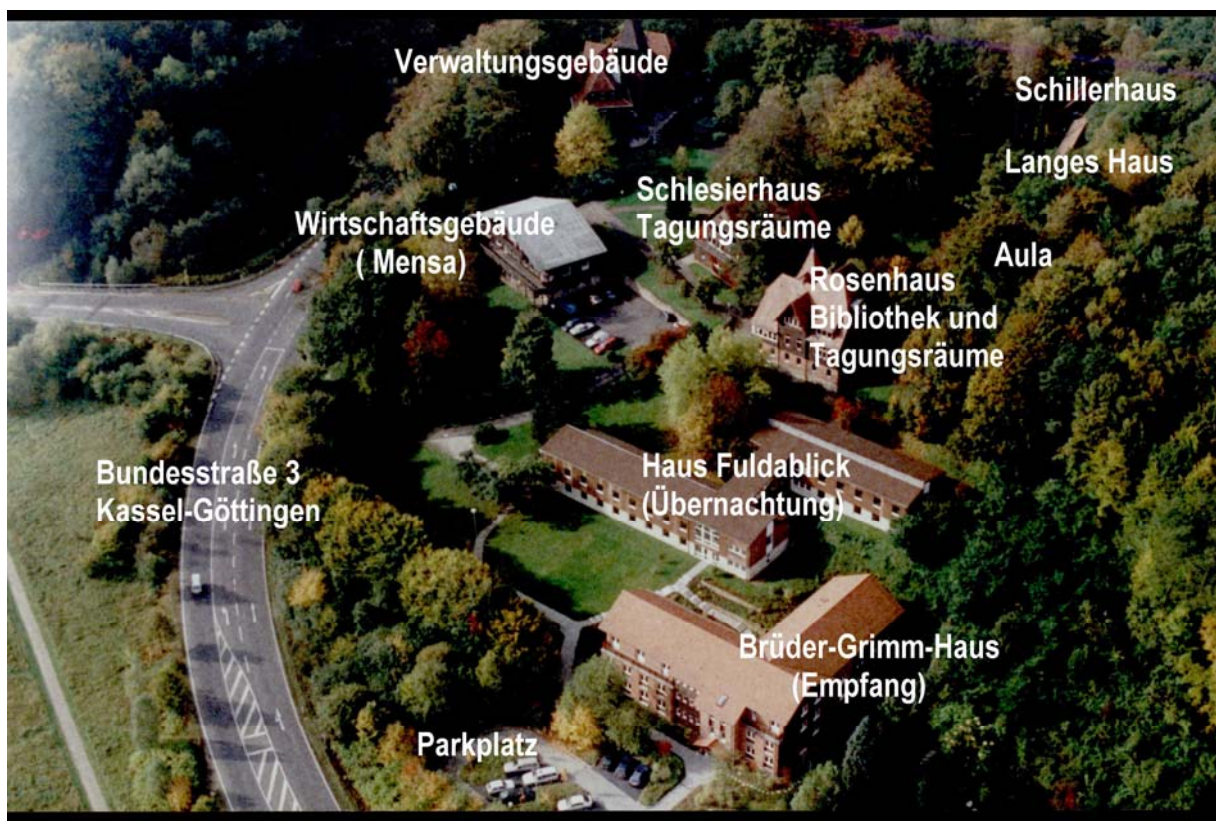 Verwaltungsgebäude
Schillerhaus
Langes Haus
Schlesierhaus
Tagungsräume
Wirtschaftsgebäude
( Mensa)
Aula
Rosenhaus
Bibliothek und
Tagungsräume
Bundesstraße 3
Kassel-Göttingen
Haus Fuldablick
(Übernachtung)
Brüder-Grimm-Haus
(Empfang)
Parkplatz